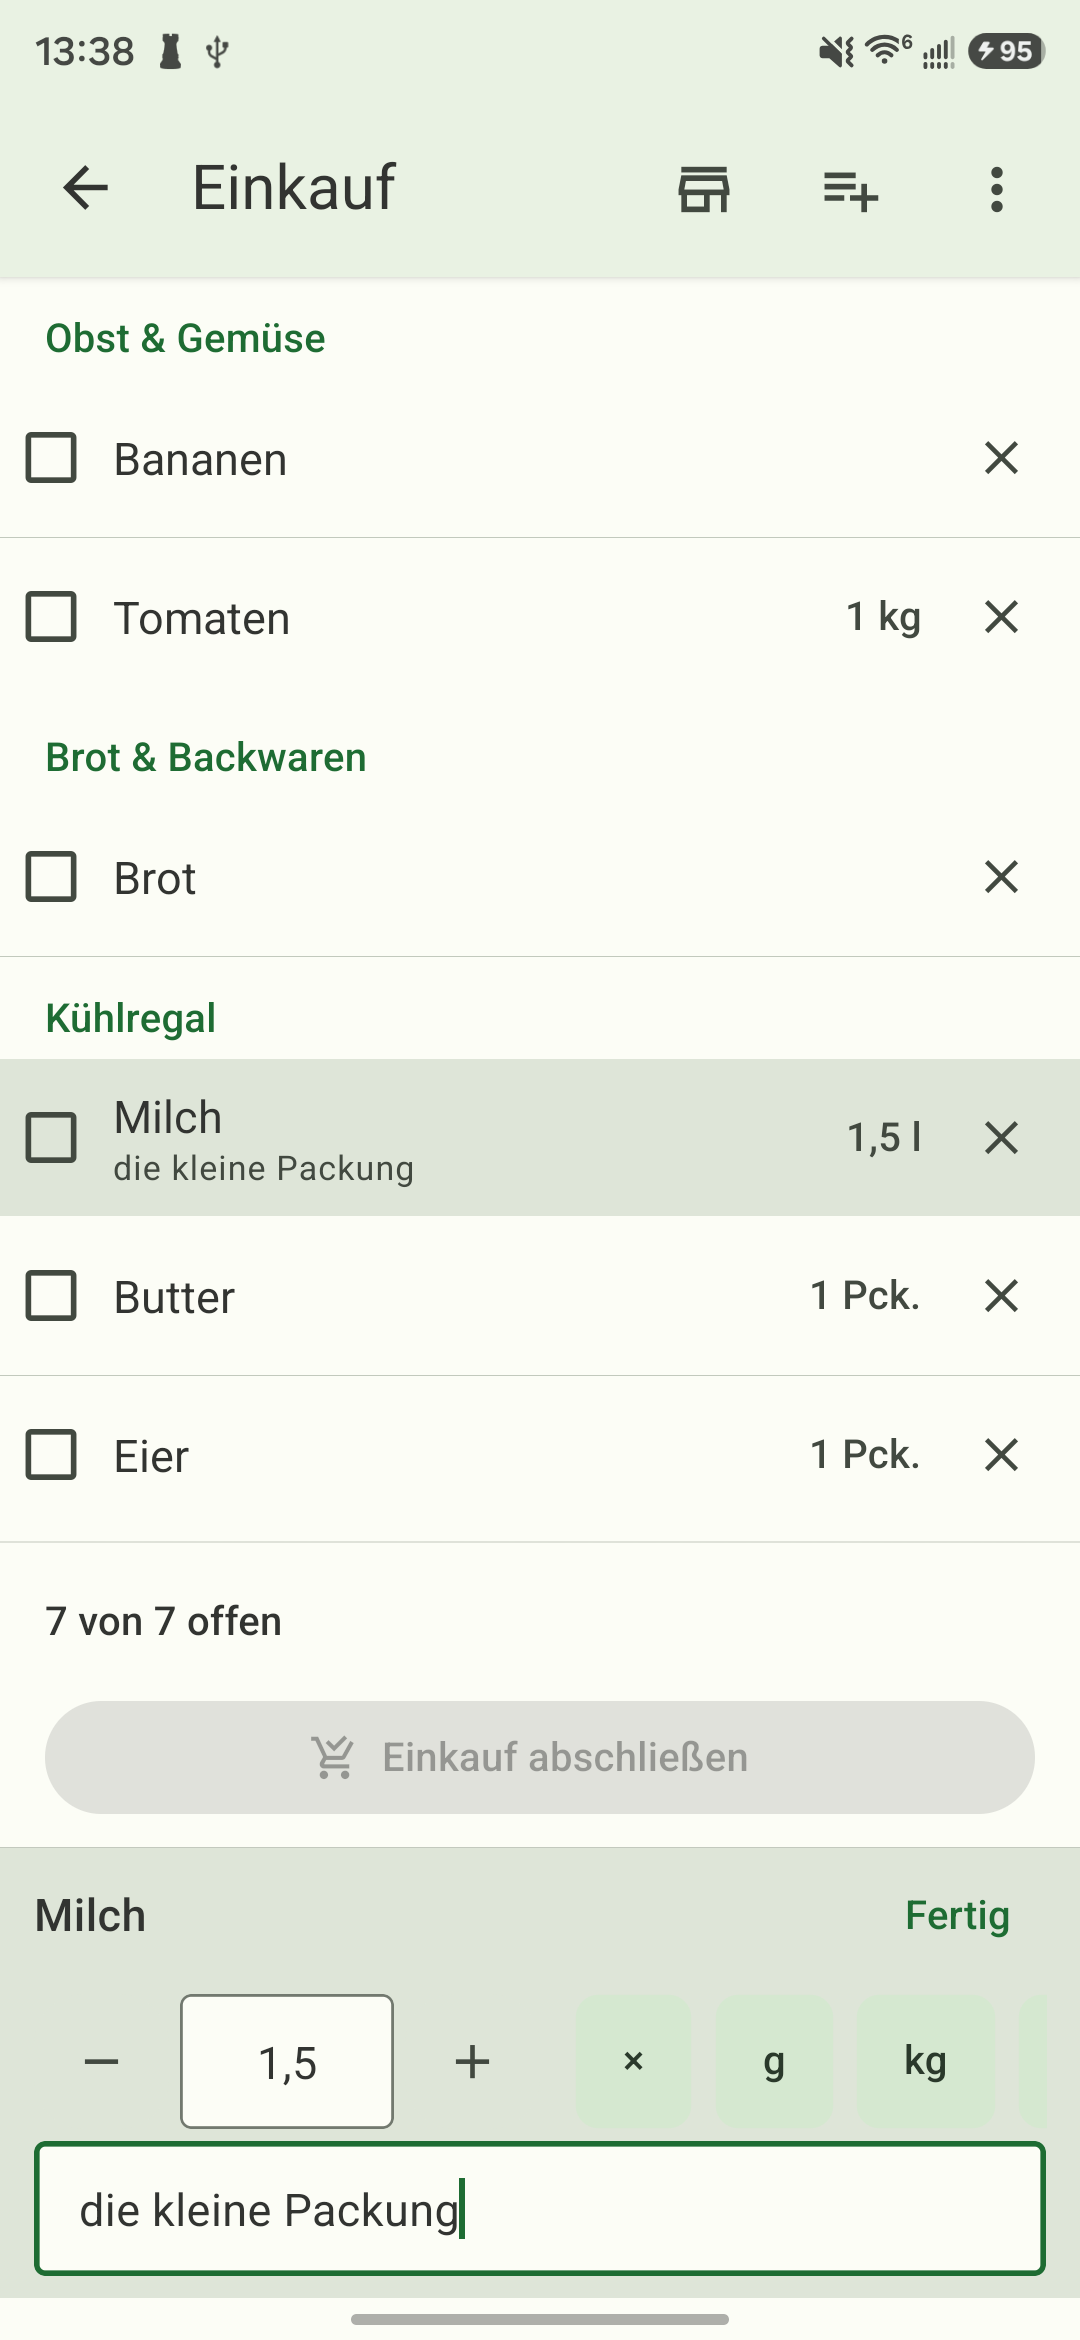 13:38
6
95
Einkauf
Obst & Gemüse
Bananen
Tomaten 1 kg
Brot & Backwaren
Brot
Kühlregal
Milch 1,5 l
die kleine Packung
Butter 1 Pck.
Eier 1 Pck.
7 von 7 offen
Einkauf abschließen
Milch Fertig
− 1,5 + × g kg
die kleine Packung